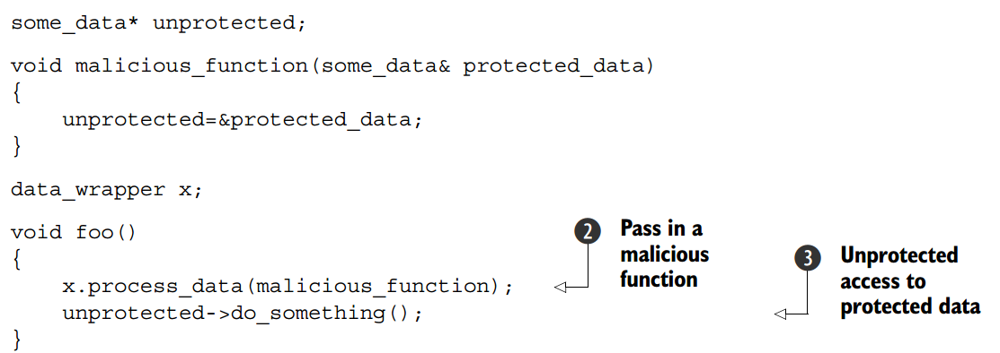 some_data* unprotected;
void malicious_function(some_data& protected_data)
{
    unprotected=&protected_data;
}
data_wrapper x;
void foo()
{
    x.process_data(malicious_function);
    unprotected->do_something();
}
2 Pass in a
malicious
function
3 Unprotected
access to
protected data